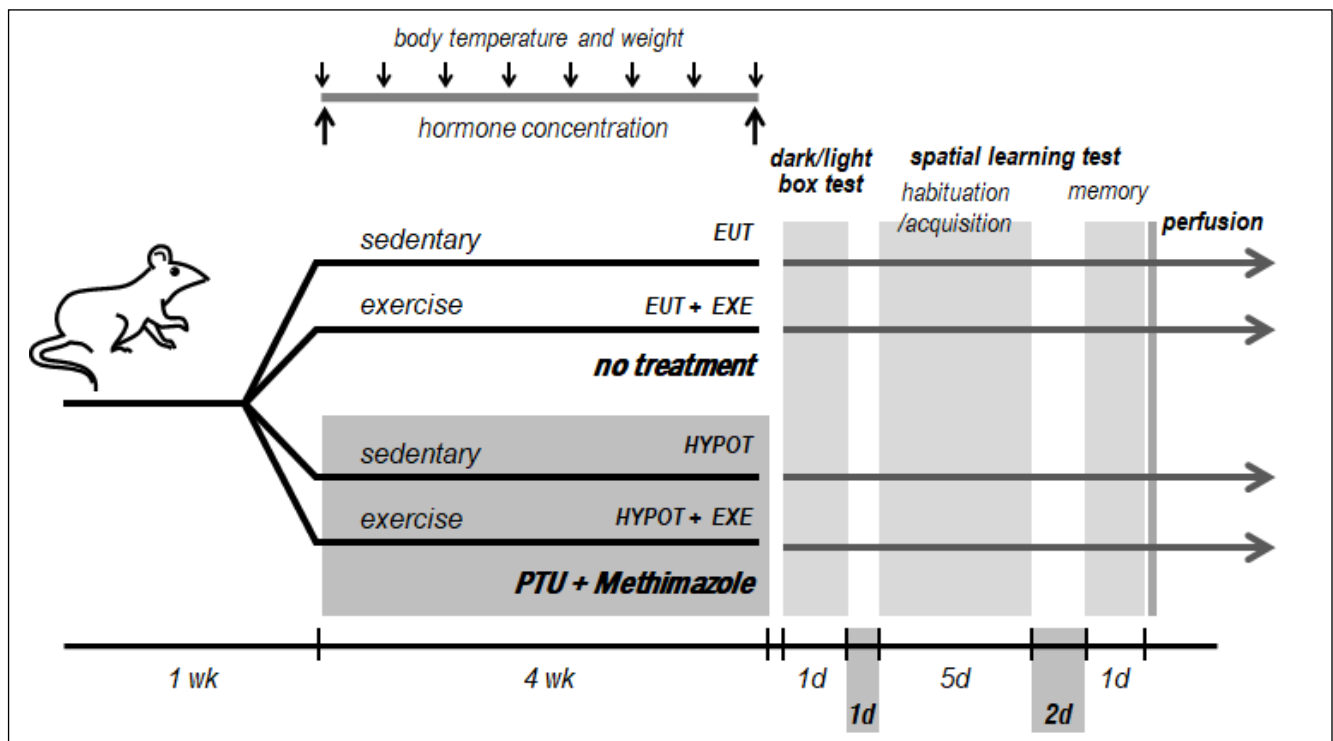 body temperature and weight
hormone concentration
dark/light
box test
spatial learning test
habituation
/acquisition
memory
perfusion
sedentary
EUT
exercise
EUT + EXE
no treatment
sedentary
HYPOT
exercise
HYPOT + EXE
PTU + Methimazole
1 wk
4 wk
1d
1d
5d
2d
1d